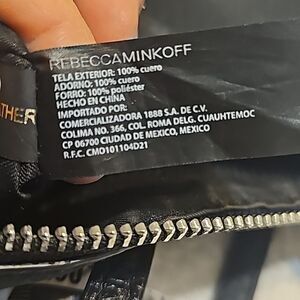 REBECCAMINKOFF
TELA EXTERIOR: 100% cuero
ADORNO: 100% cuero
FORRO: 100% poliéster
HECHO EN CHINA
IMPORTADO POR:
COMERCIALIZADORA 1888 S.A. DE C.V.
COLIMA NO. 366, COL. ROMA DELG. CUAUHTEMOC
CP 06700 CIUDAD DE MEXICO, MEXICO
R.F.C. CMO101104D21
THER